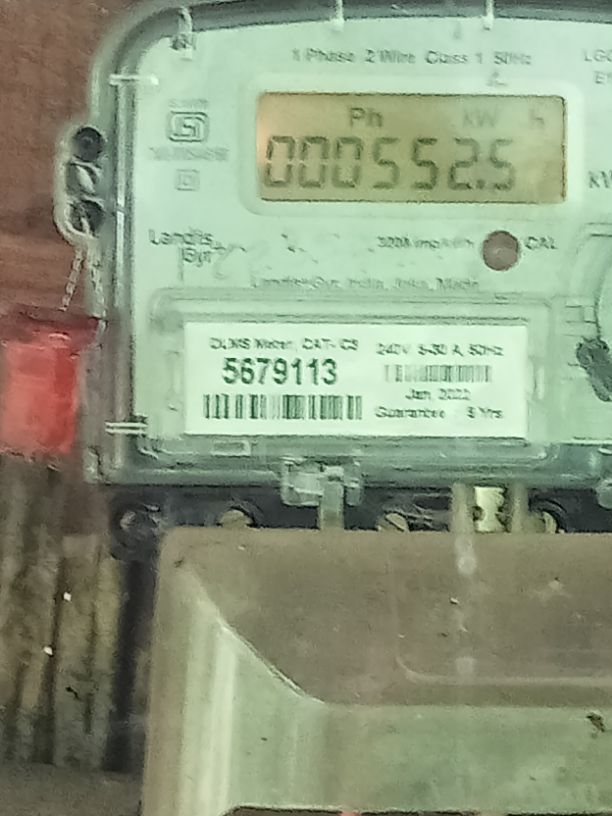 1 Phase 2 Wire Class 1 50Hz
Ph kW h
000552.5
Landis
Gyr
3200 imp/kWh CAL
DLMS Meter, CAT- C3
5679113
240V 5-30 A, 50Hz
Jan, 2022
Guarantee : 5 Yrs